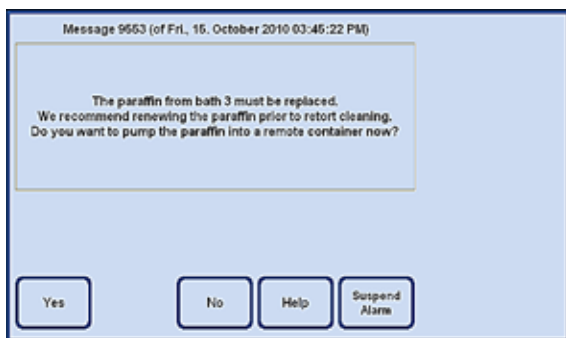 Message 9553 (of Fri., 15. October 2010 03:45:22 PM)
The paraffin from bath 3 must be replaced.
We recommend renewing the paraffin prior to retort cleaning.
Do you want to pump the paraffin into a remote container now?
Yes
No
Help
Suspend
Alarm